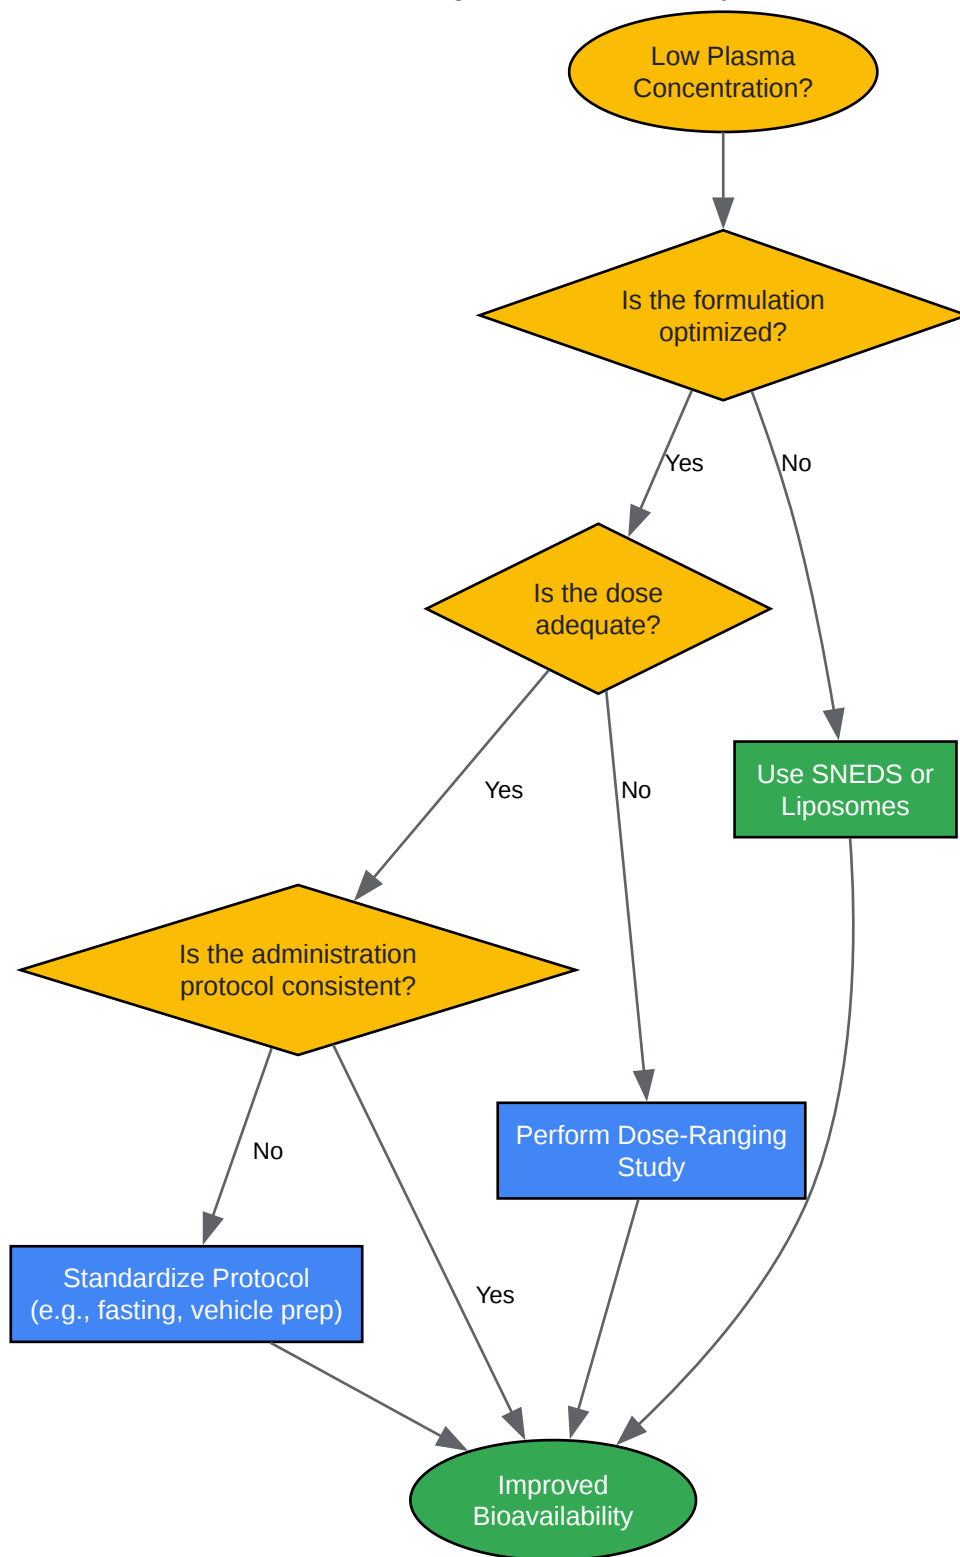 Low Plasma
Concentration?
Is the formulation
optimized?
Yes
No
Is the dose
adequate?
Yes
No
Use SNEDS or
Liposomes
Is the administration
protocol consistent?
No
Yes
Perform Dose-Ranging
Study
Standardize Protocol
(e.g., fasting, vehicle prep)
Improved
Bioavailability